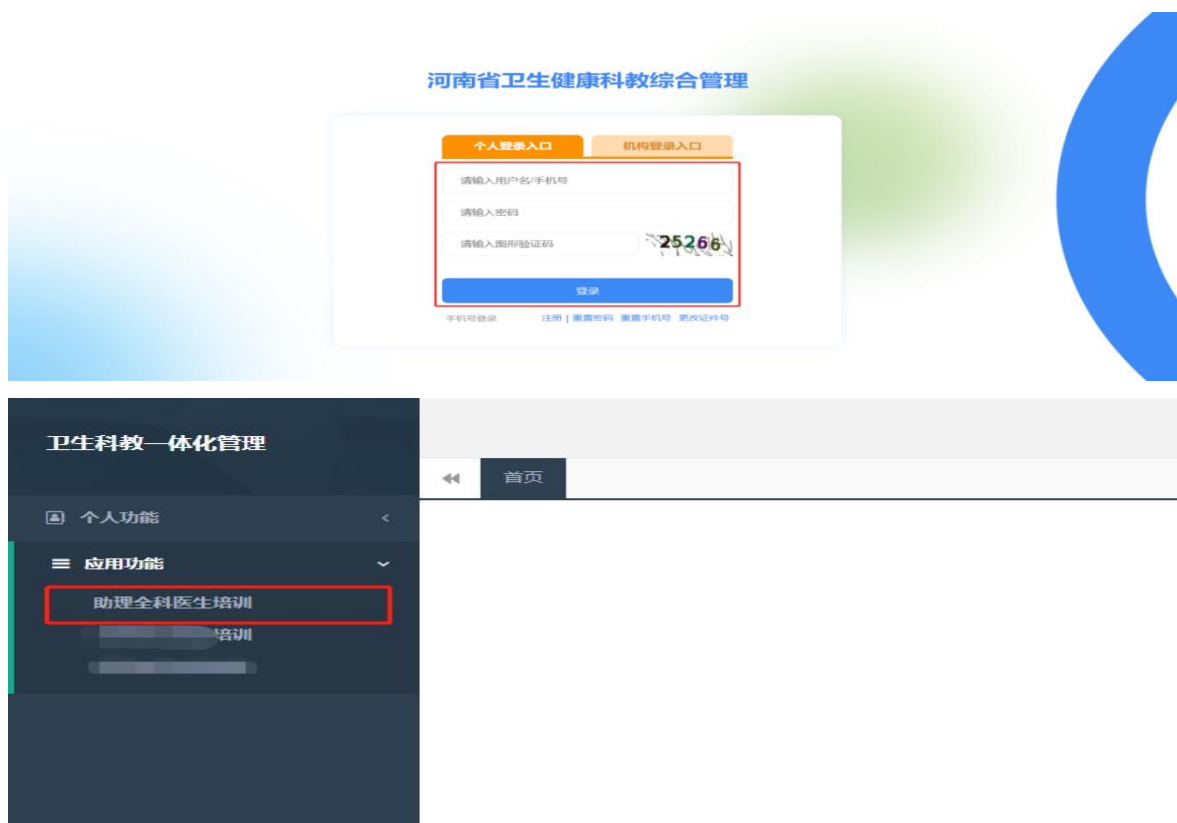 河南省卫生健康科教综合管理
个人登录入口 机构登录入口
请输入用户名/手机号
请输入密码
请输入图形验证码 25266
登录
手机号登录 注册 | 重置密码 重置手机号 更改证件号
卫生科教一体化管理
首页
个人功能
应用功能
助理全科医生培训
培训